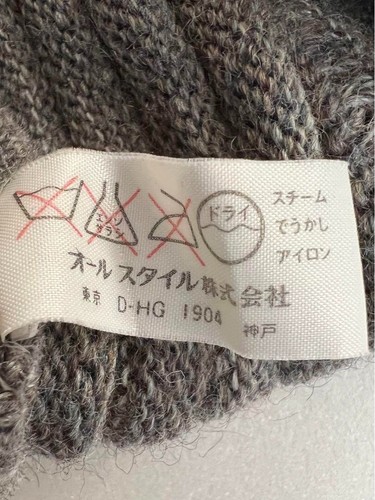 エンソ
サラシ
ドライ
スチーム
でうかし
アイロン
オールスタイル株式会社
東京 D-HG 1904 神戸